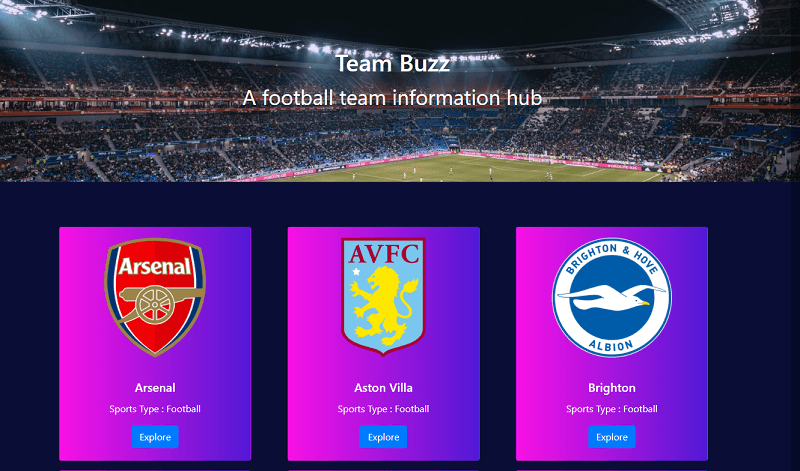 Team Buzz
A football team information hub
Arsenal
AVFC
BRIGHTON & HOVE
ALBION
Arsenal
Aston Villa
Brighton
Sports Type : Football
Sports Type : Football
Sports Type : Football
Explore
Explore
Explore